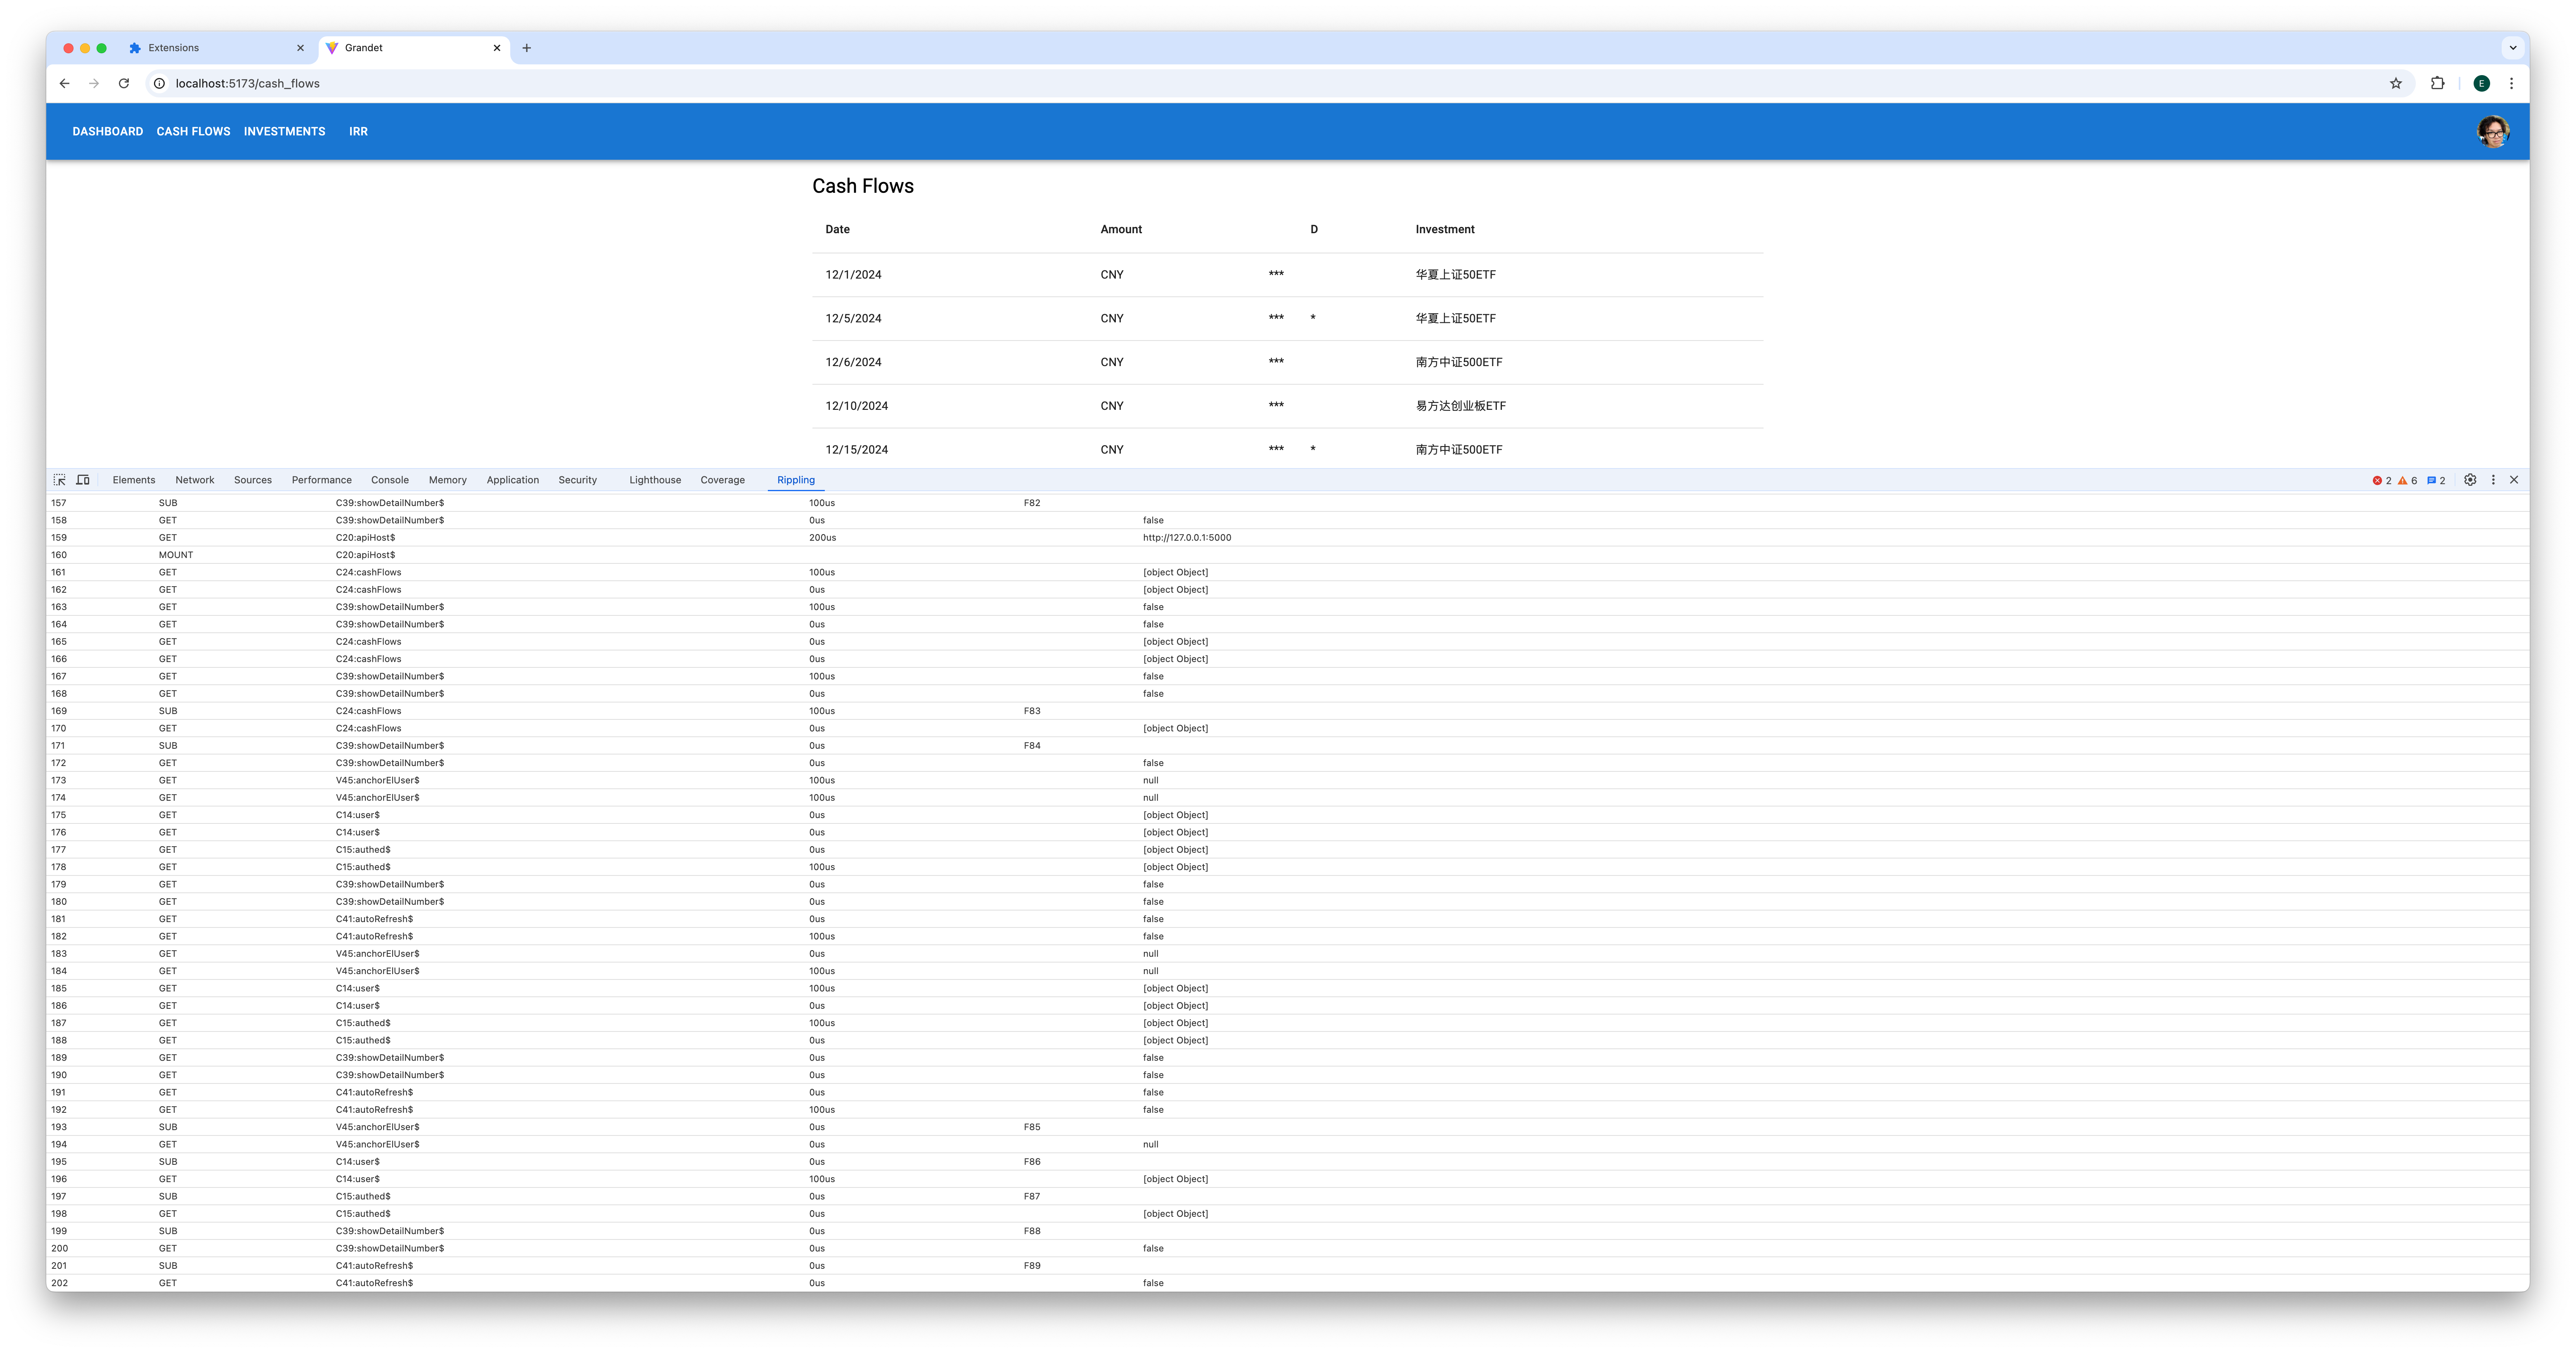 Extensions
Grandet
localhost:5173/cash_flows
E
DASHBOARD CASH FLOWS INVESTMENTS IRR
Cash Flows
Date Amount D Investment
12/1/2024 CNY *** 华夏上证50ETF
12/5/2024 CNY *** * 华夏上证50ETF
12/6/2024 CNY *** 南方中证500ETF
12/10/2024 CNY *** 易方达创业板ETF
12/15/2024 CNY *** * 南方中证500ETF
Elements Network Sources Performance Console Memory Application Security Lighthouse Coverage Rippling 2 6 2
157 SUB C39:showDetailNumber$ 100us F82
158 GET C39:showDetailNumber$ 0us false
159 GET C20:apiHost$ 200us http://127.0.0.1:5000
160 MOUNT C20:apiHost$
161 GET C24:cashFlows 100us [object Object]
162 GET C24:cashFlows 0us [object Object]
163 GET C39:showDetailNumber$ 100us false
164 GET C39:showDetailNumber$ 0us false
165 GET C24:cashFlows 0us [object Object]
166 GET C24:cashFlows 0us [object Object]
167 GET C39:showDetailNumber$ 100us false
168 GET C39:showDetailNumber$ 0us false
169 SUB C24:cashFlows 100us F83
170 GET C24:cashFlows 0us [object Object]
171 SUB C39:showDetailNumber$ 0us F84
172 GET C39:showDetailNumber$ 0us false
173 GET V45:anchorElUser$ 100us null
174 GET V45:anchorElUser$ 100us null
175 GET C14:user$ 0us [object Object]
176 GET C14:user$ 0us [object Object]
177 GET C15:authed$ 0us [object Object]
178 GET C15:authed$ 100us [object Object]
179 GET C39:showDetailNumber$ 0us false
180 GET C39:showDetailNumber$ 0us false
181 GET C41:autoRefresh$ 0us false
182 GET C41:autoRefresh$ 100us false
183 GET V45:anchorElUser$ 0us null
184 GET V45:anchorElUser$ 100us null
185 GET C14:user$ 100us [object Object]
186 GET C14:user$ 0us [object Object]
187 GET C15:authed$ 100us [object Object]
188 GET C15:authed$ 0us [object Object]
189 GET C39:showDetailNumber$ 0us false
190 GET C39:showDetailNumber$ 0us false
191 GET C41:autoRefresh$ 0us false
192 GET C41:autoRefresh$ 100us false
193 SUB V45:anchorElUser$ 0us F85
194 GET V45:anchorElUser$ 0us null
195 SUB C14:user$ 0us F86
196 GET C14:user$ 100us [object Object]
197 SUB C15:authed$ 0us F87
198 GET C15:authed$ 0us [object Object]
199 SUB C39:showDetailNumber$ 0us F88
200 GET C39:showDetailNumber$ 0us false
201 SUB C41:autoRefresh$ 0us F89
202 GET C41:autoRefresh$ 0us false